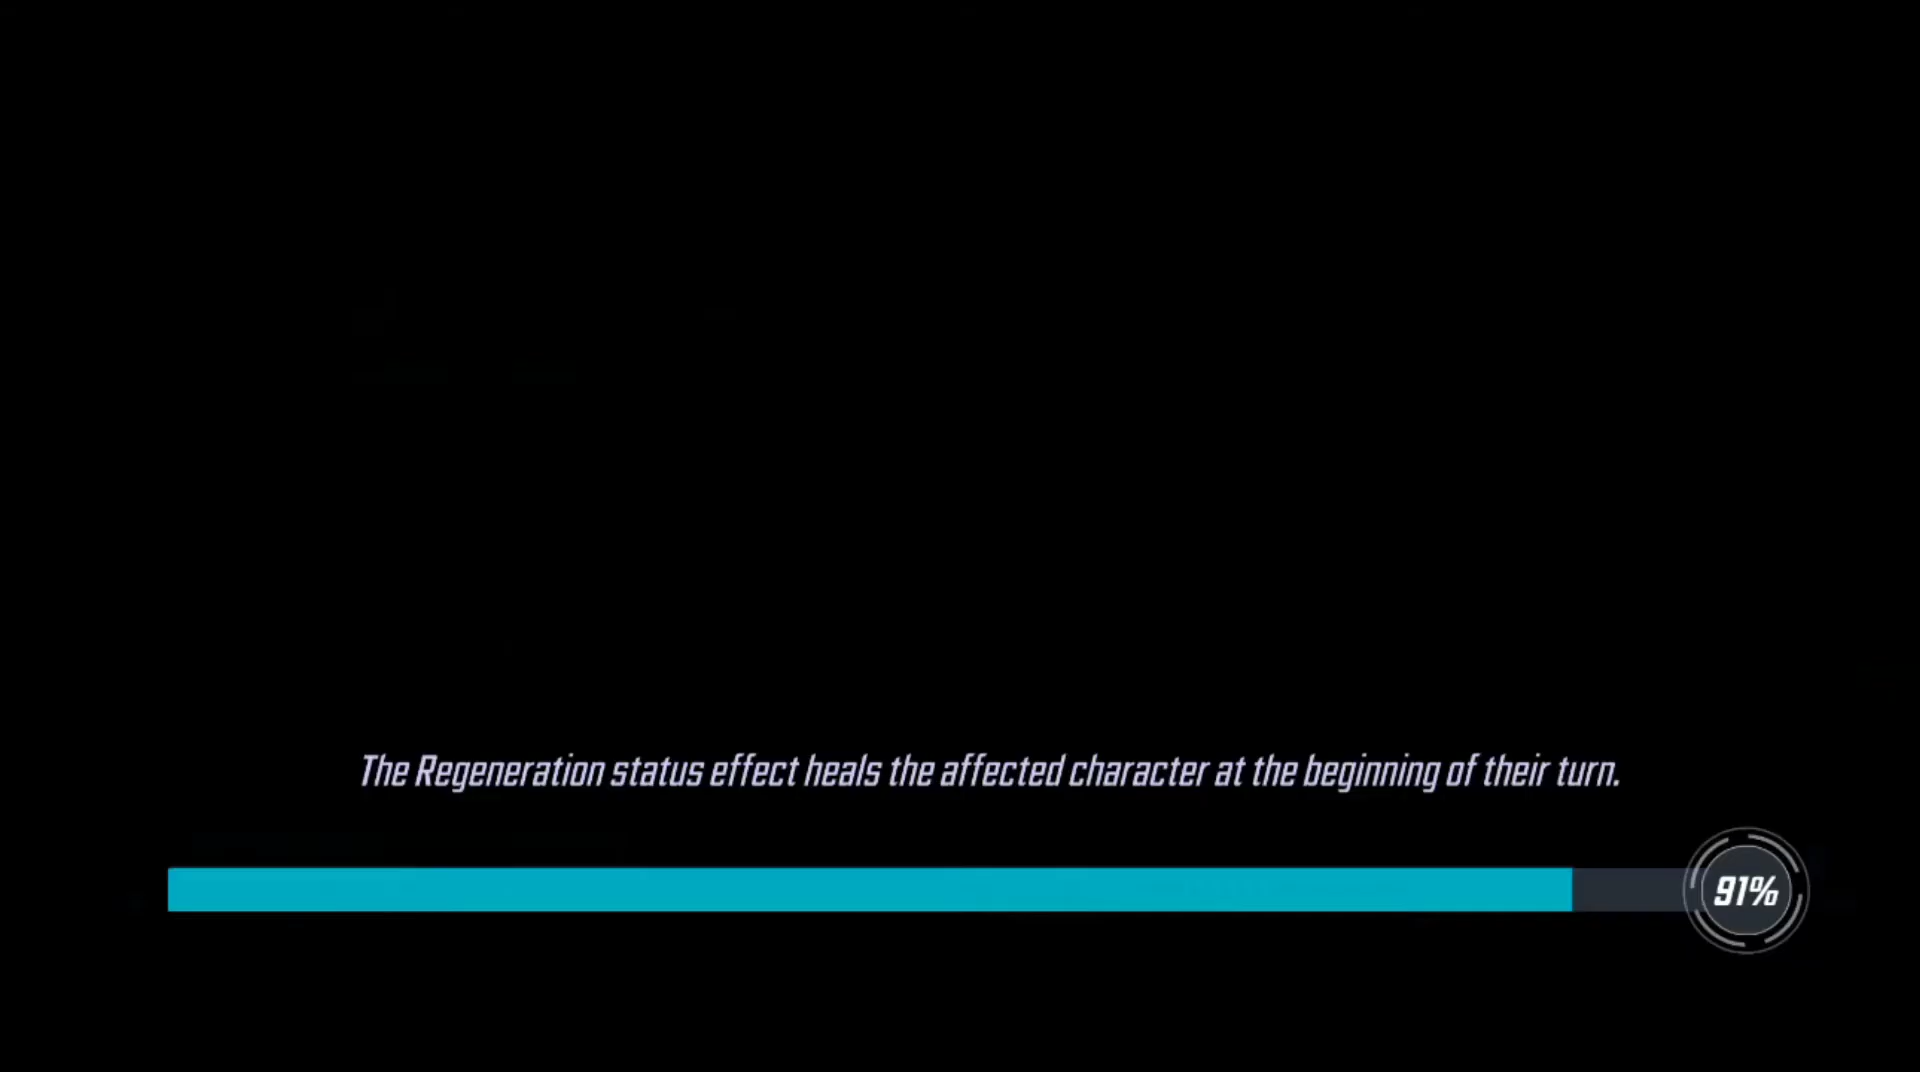 The Regeneration status effect heals the affected character at the beginning of their turn.
91%